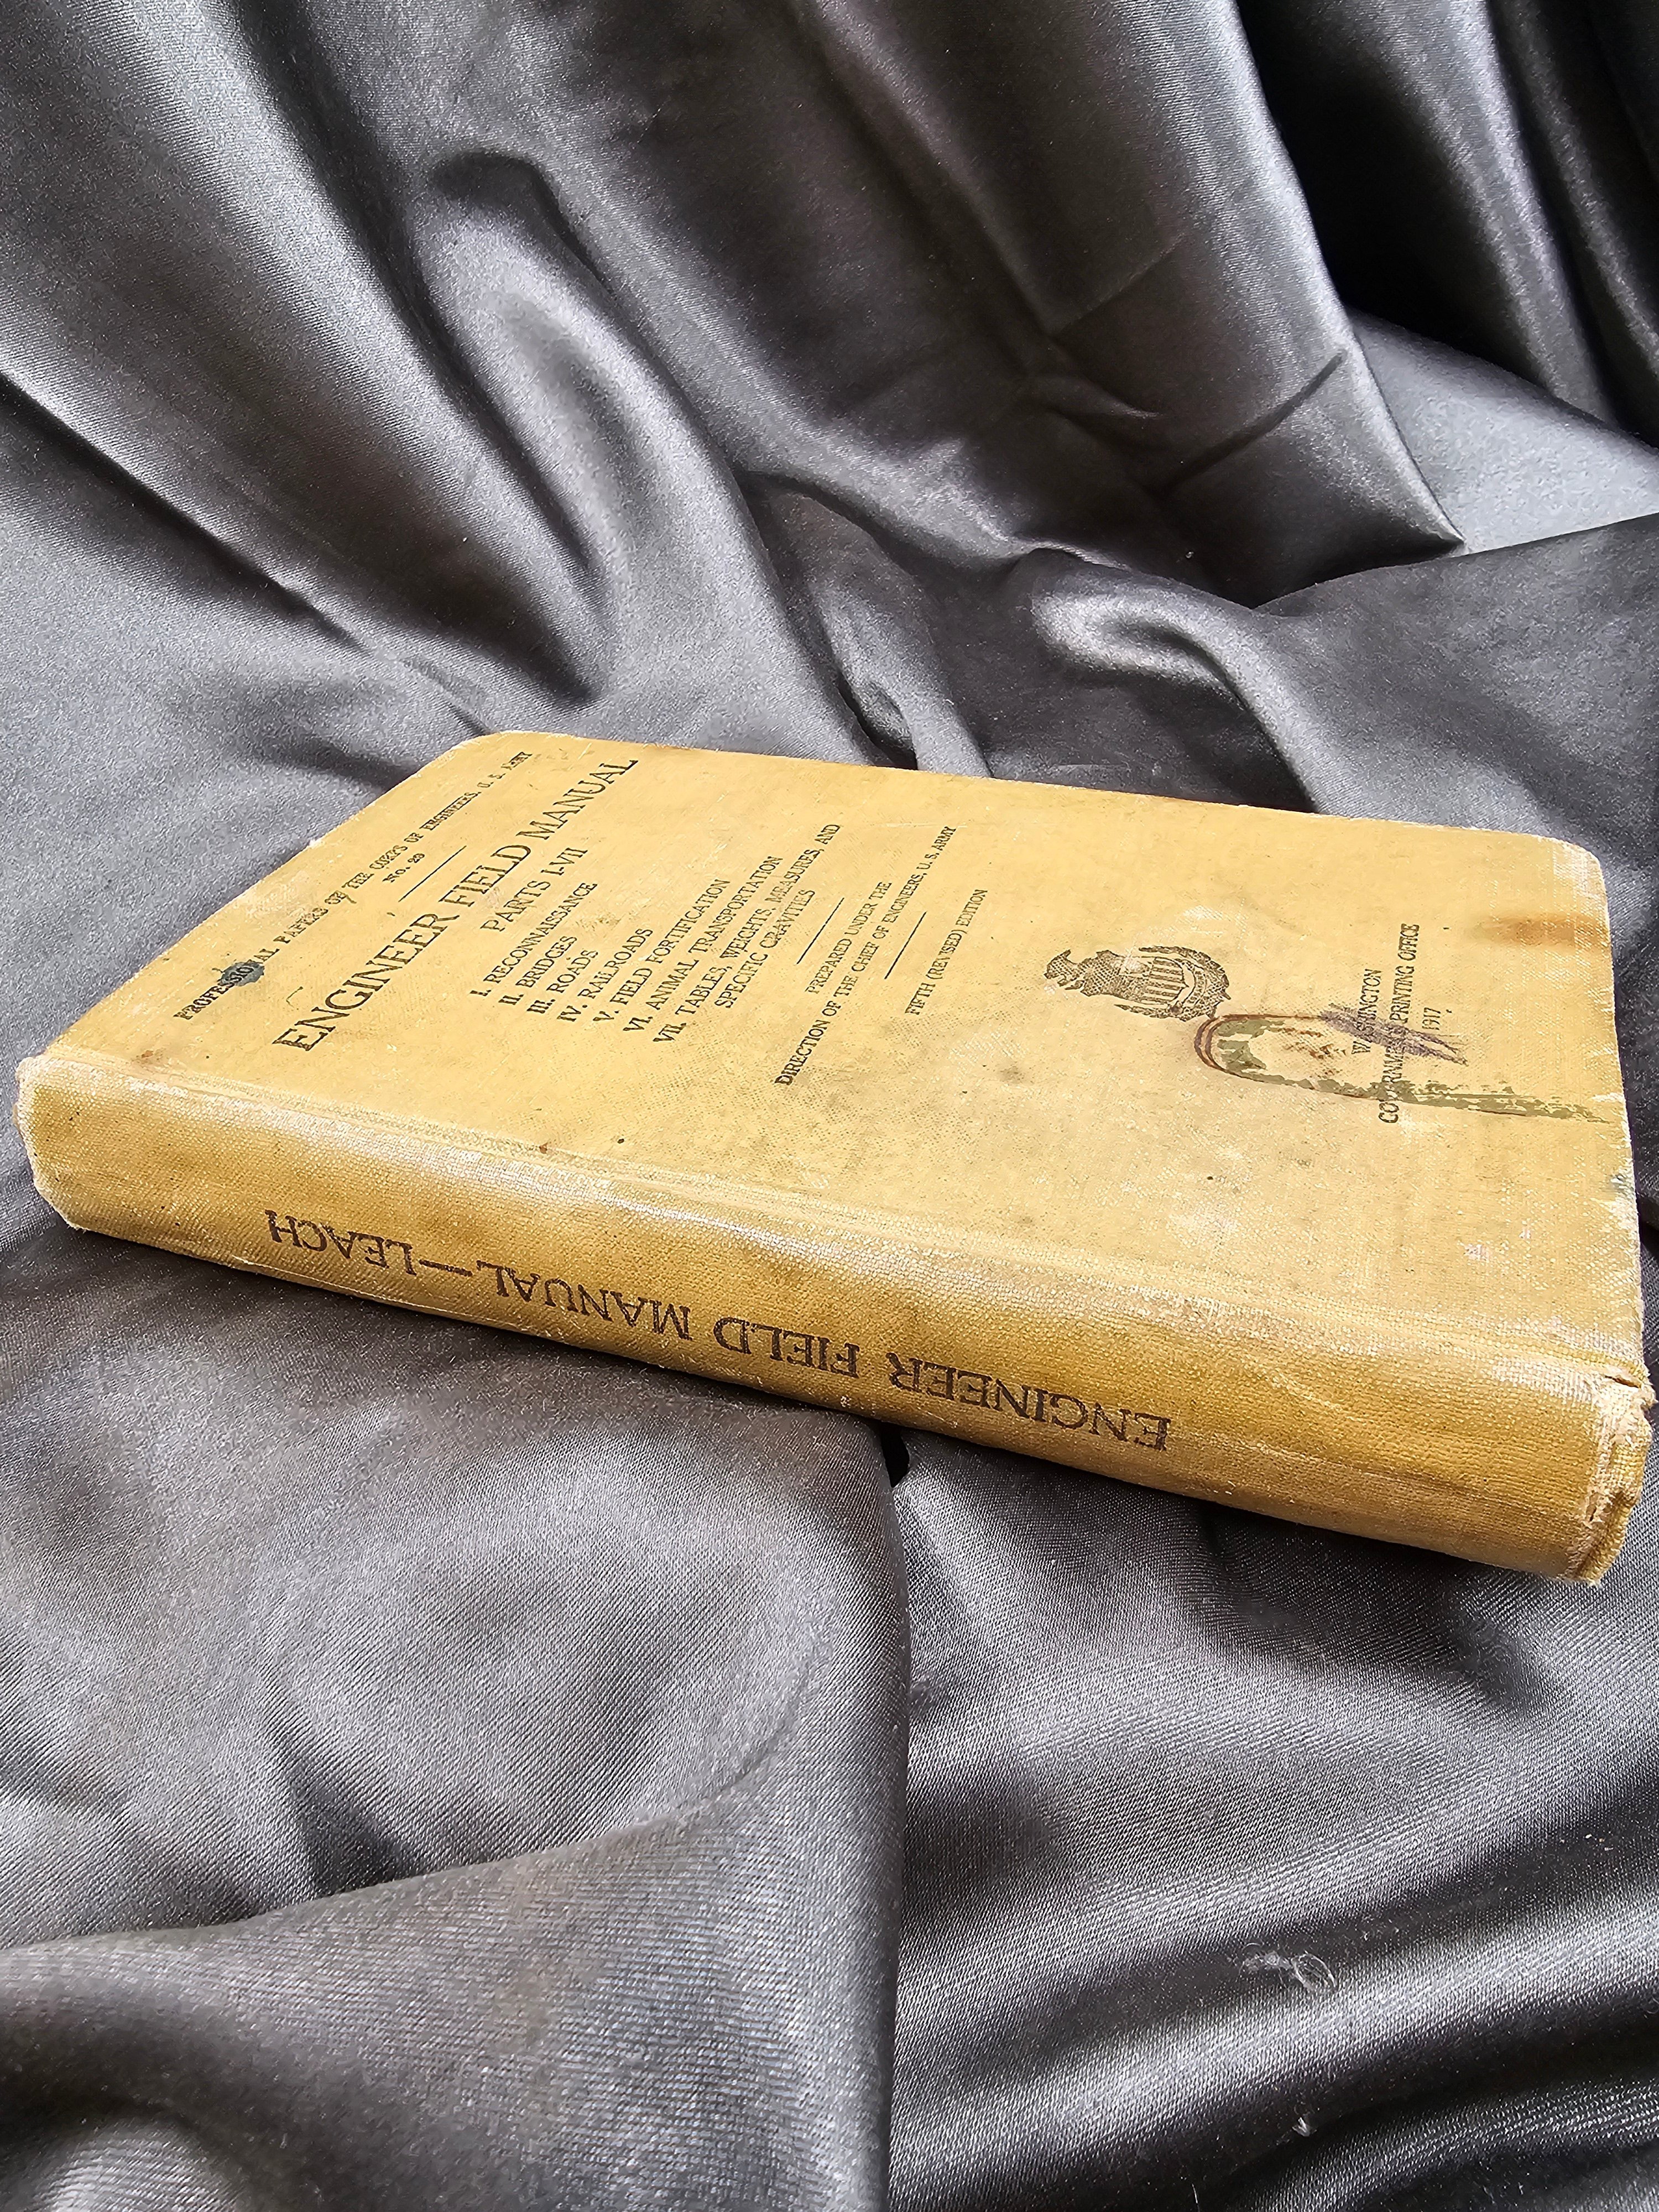 PROFESSIONAL PAPERS OF THE CORPS OF ENGINEERS, U. S. ARMY
No. 29
ENGINEER FIELD MANUAL
PARTS I-VII
I. RECONNAISSANCE
II. BRIDGES
III. ROADS
IV. RAILROADS
V. FIELD FORTIFICATION
VI. ANIMAL TRANSPORTATION
VII. TABLES, WEIGHTS, MEASURES, AND
SPECIFIC GRAVITIES
PREPARED UNDER THE
DIRECTION OF THE CHIEF OF ENGINEERS, U. S. ARMY
FIFTH (REVISED) EDITION
WASHINGTON
GOVERNMENT PRINTING OFFICE
1917
ENGINEER FIELD MANUAL—LEACH